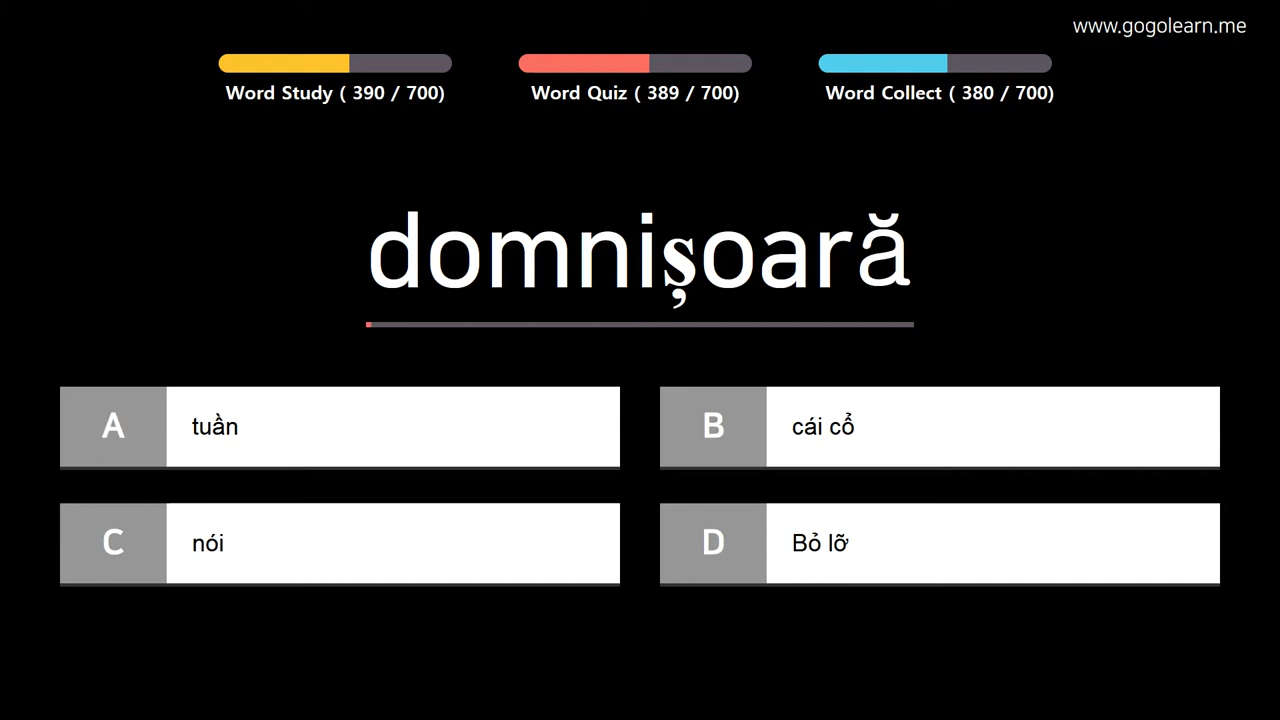 www.gogolearn.me
Word Study ( 390 / 700)
Word Quiz ( 389 / 700)
Word Collect ( 380 / 700)
domnișoară
A
tuần
B
cái cổ
C
nói
D
Bỏ lỡ